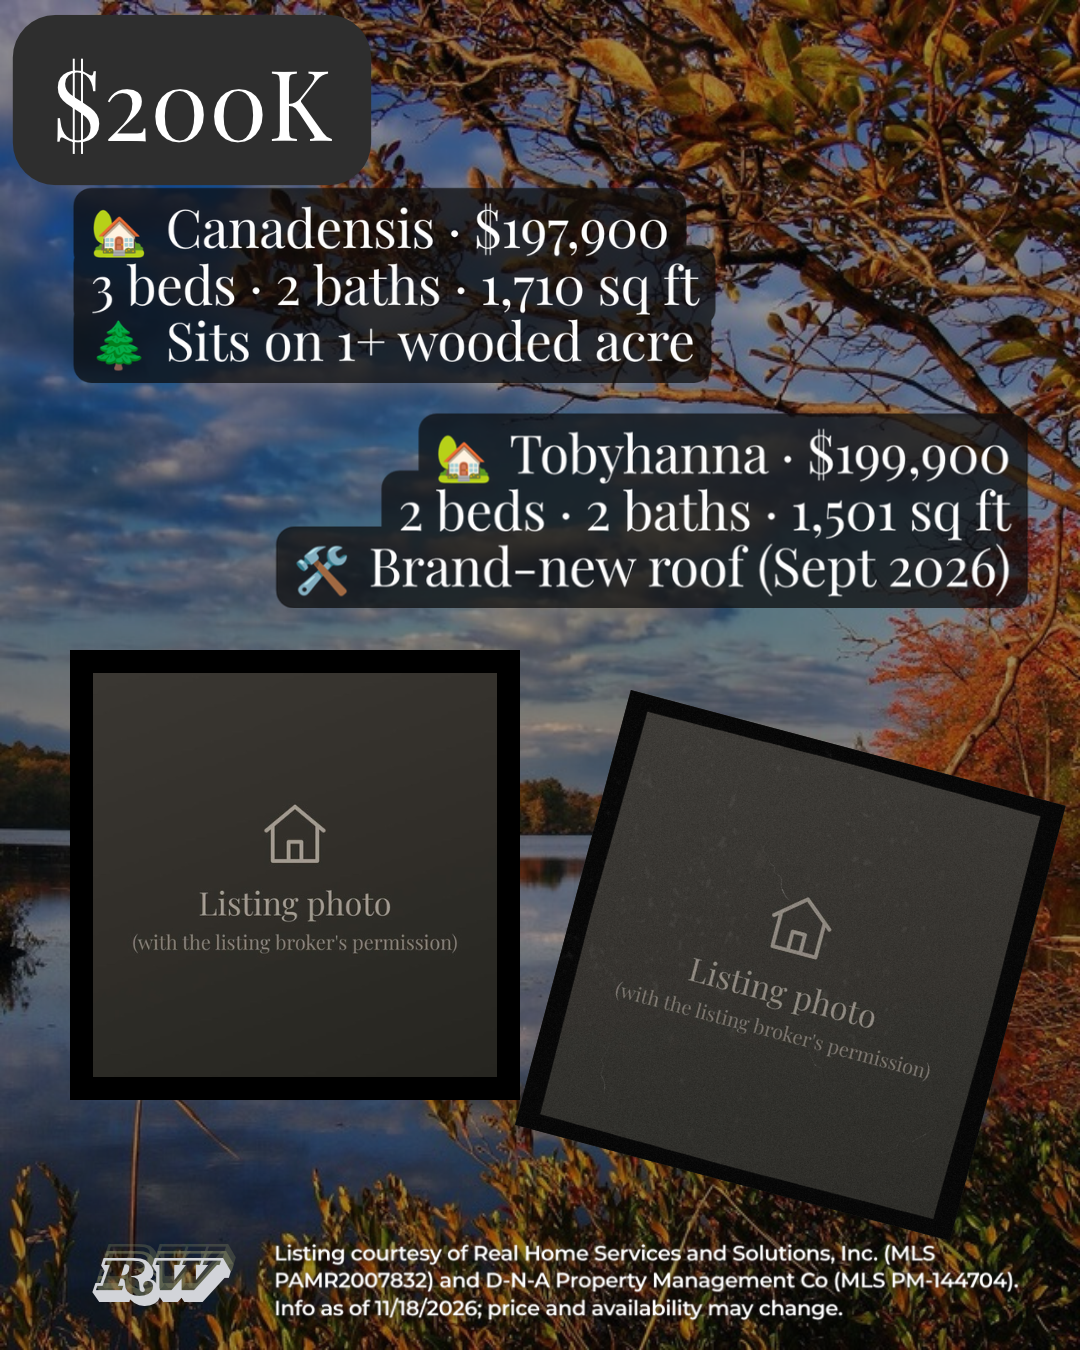 $200K
🏡 Canadensis · $197,900
3 beds · 2 baths · 1,710 sq ft
🌲 Sits on 1+ wooded acre
🏡 Tobyhanna · $199,900
2 beds · 2 baths · 1,501 sq ft
🛠️ Brand-new roof (Sept 2026)
Listing photo
(with the listing broker's permission)
Listing photo
(with the listing broker's permission)
RW
Listing courtesy of Real Home Services and Solutions, Inc. (MLS
PAMR2007832) and D-N-A Property Management Co (MLS PM-144704).
Info as of 11/18/2026; price and availability may change.